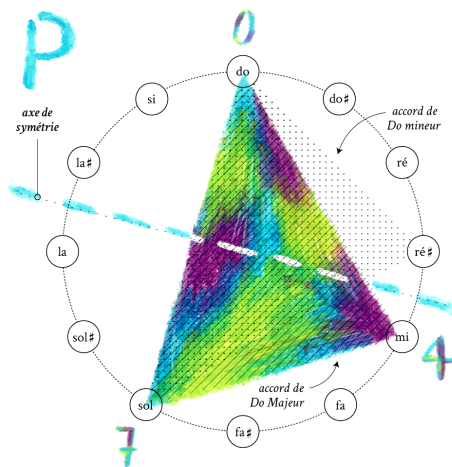 P
0
do
si
do♯
axe de
symétrie
accord de
Do mineur
la♯
ré
la
ré♯
sol♯
mi
4
accord de
Do Majeur
sol
fa
fa♯
7